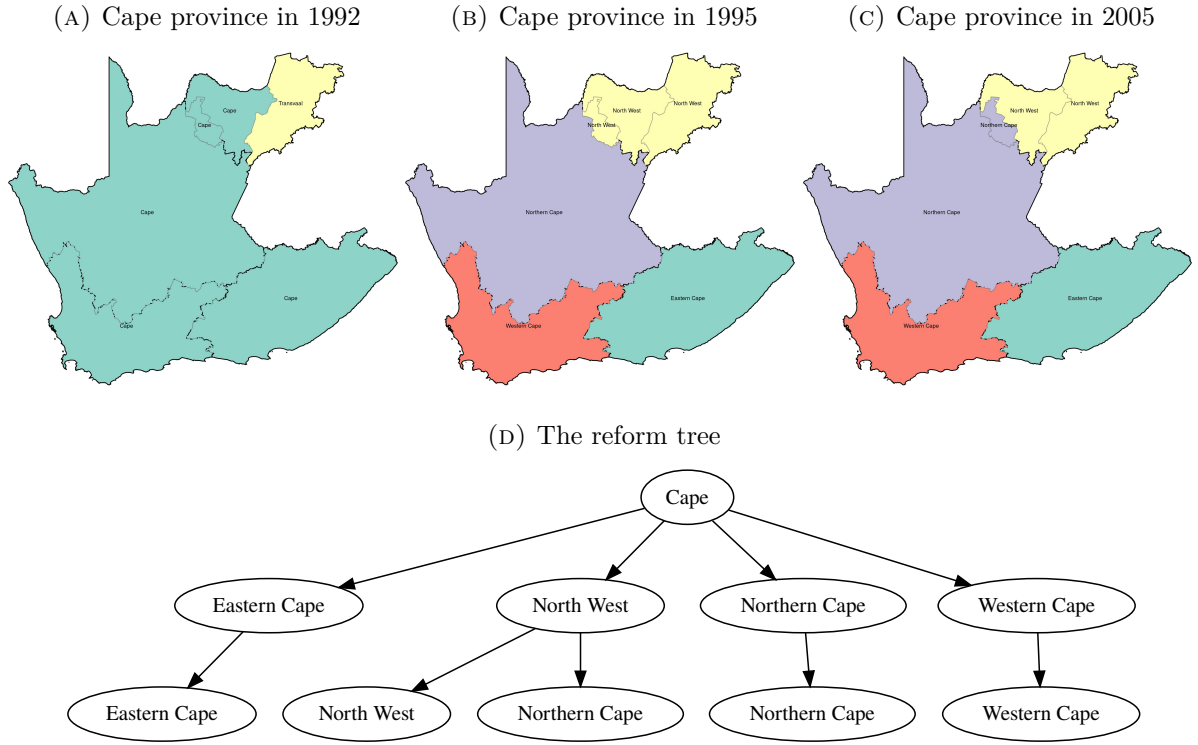 (A) Cape province in 1992
(B) Cape province in 1995
(C) Cape province in 2005
Transvaal
Cape
Cape
Cape
N
Cape
Cape
North West
North West
North West
Northern Cape
N
Eastern Cape
Western Cape
North West
North West
Northern Cape
Northern Cape
N
Eastern Cape
Western Cape
(D) The reform tree
Cape
Eastern Cape
North West
Northern Cape
Western Cape
Eastern Cape
North West
Northern Cape
Northern Cape
Western Cape